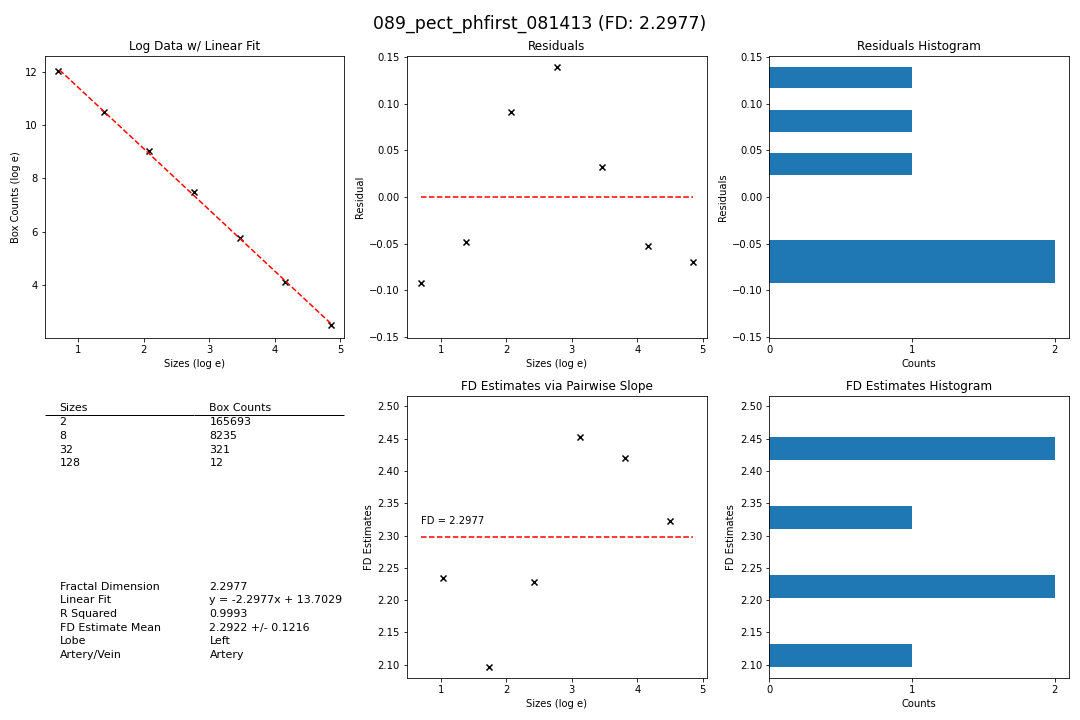 089_pect_phfirst_081413 (FD: 2.2977)
Log Data w/ Linear Fit
Box Counts (log e)
12
10
8
6
4
1 2 3 4 5
Sizes (log e)
Residuals
Residual
0.15
0.10
0.05
0.00
−0.05
−0.10
−0.15
1 2 3 4 5
Sizes (log e)
Residuals Histogram
Residuals
0.15
0.10
0.05
0.00
−0.05
−0.10
−0.15
0 1 2
Counts
Sizes Box Counts
2 165693
8 8235
32 321
128 12
Fractal Dimension 2.2977
Linear Fit y = -2.2977x + 13.7029
R Squared 0.9993
FD Estimate Mean 2.2922 +/- 0.1216
Lobe Left
Artery/Vein Artery
FD Estimates via Pairwise Slope
FD Estimates
2.50
2.45
2.40
2.35
2.30
2.25
2.20
2.15
2.10
FD = 2.2977
1 2 3 4 5
Sizes (log e)
FD Estimates Histogram
FD Estimates
2.50
2.45
2.40
2.35
2.30
2.25
2.20
2.15
2.10
0 1 2
Counts